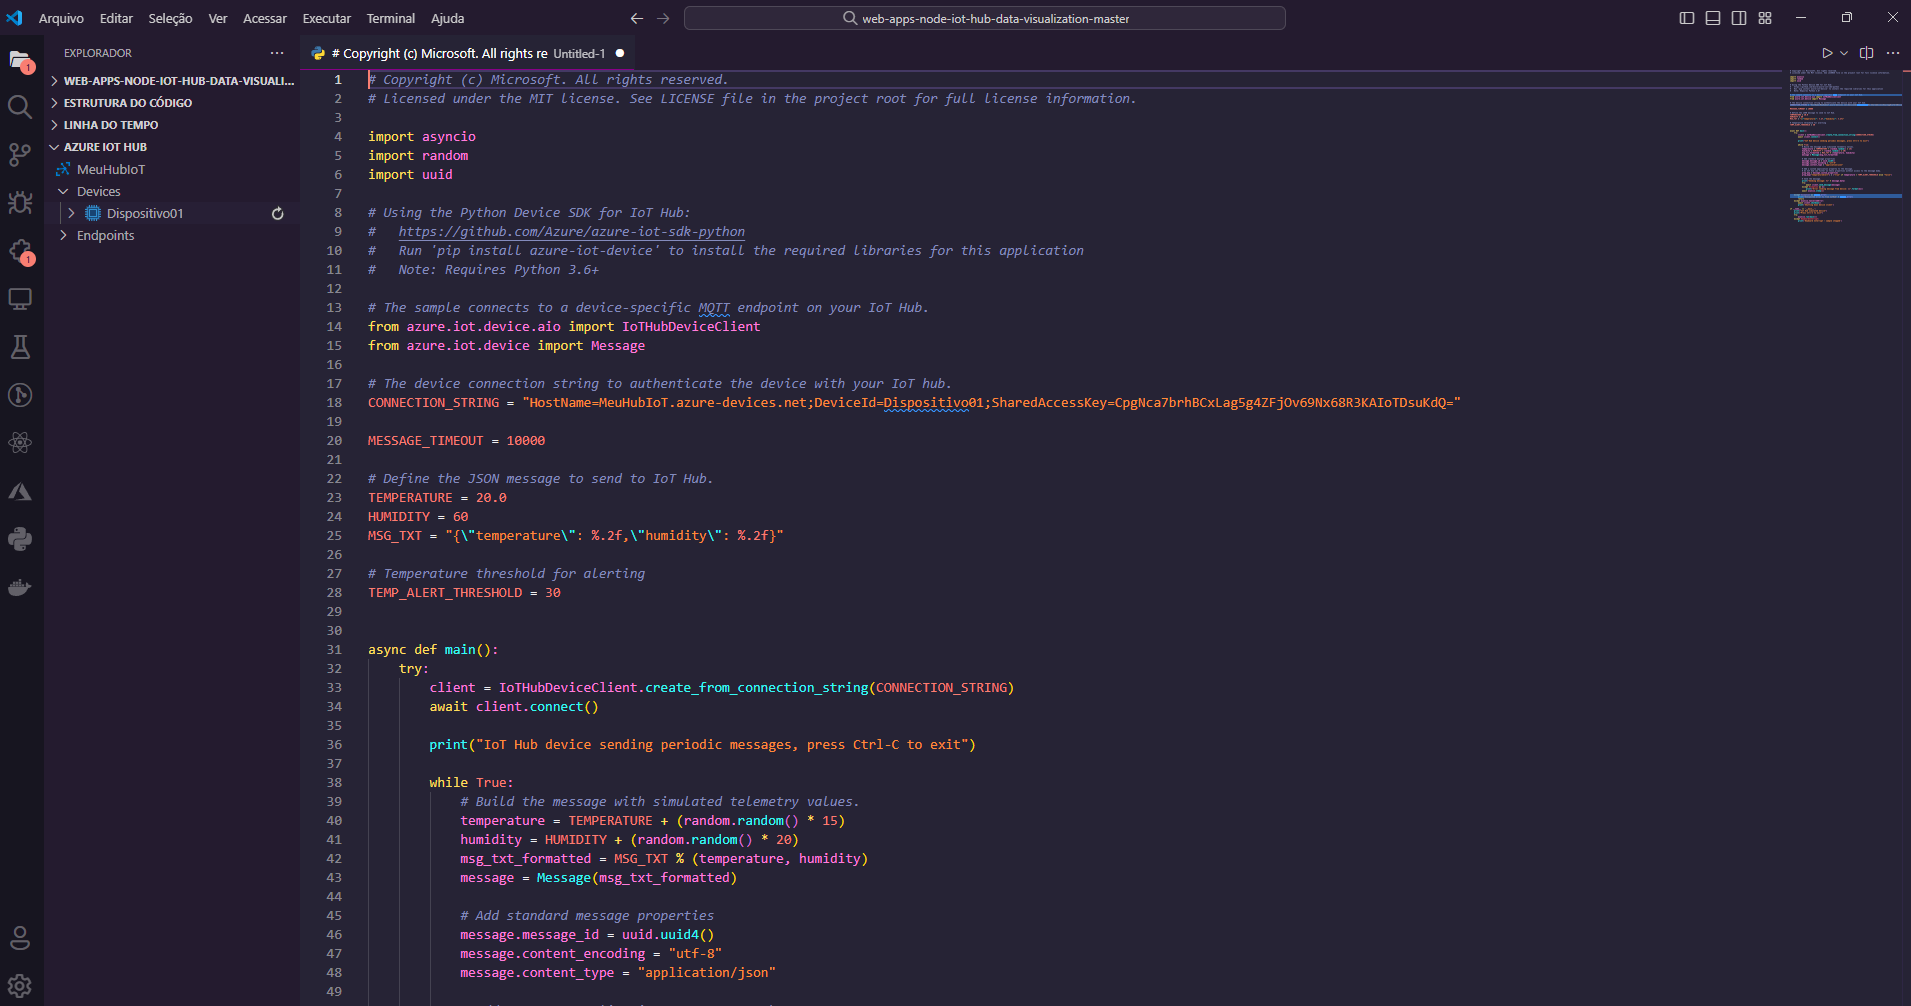 Arquivo Editar Seleção Ver Acessar Executar Terminal Ajuda
web-apps-node-iot-hub-data-visualization-master
EXPLORADOR
WEB-APPS-NODE-IOT-HUB-DATA-VISUALI...
ESTRUTURA DO CÓDIGO
LINHA DO TEMPO
AZURE IOT HUB
MeuHubIoT
Devices
Dispositivo01
Endpoints
1
1
# Copyright (c) Microsoft. All rights re Untitled-1
1 # Copyright (c) Microsoft. All rights reserved.
2 # Licensed under the MIT license. See LICENSE file in the project root for full license information.
3
4 import asyncio
5 import random
6 import uuid
7
8 # Using the Python Device SDK for IoT Hub:
9 #   https://github.com/Azure/azure-iot-sdk-python
10 #   Run 'pip install azure-iot-device' to install the required libraries for this application
11 #   Note: Requires Python 3.6+
12
13 # The sample connects to a device-specific MQTT endpoint on your IoT Hub.
14 from azure.iot.device.aio import IoTHubDeviceClient
15 from azure.iot.device import Message
16
17 # The device connection string to authenticate the device with your IoT hub.
18 CONNECTION_STRING = "HostName=MeuHubIoT.azure-devices.net;DeviceId=Dispositivo01;SharedAccessKey=CpgNca7brhBCxLag5g4ZFjOv69Nx68R3KAIoTDsuKdQ="
19
20 MESSAGE_TIMEOUT = 10000
21
22 # Define the JSON message to send to IoT Hub.
23 TEMPERATURE = 20.0
24 HUMIDITY = 60
25 MSG_TXT = "{\"temperature\": %.2f,\"humidity\": %.2f}"
26
27 # Temperature threshold for alerting
28 TEMP_ALERT_THRESHOLD = 30
29
30
31 async def main():
32     try:
33         client = IoTHubDeviceClient.create_from_connection_string(CONNECTION_STRING)
34         await client.connect()
35
36         print("IoT Hub device sending periodic messages, press Ctrl-C to exit")
37
38         while True:
39             # Build the message with simulated telemetry values.
40             temperature = TEMPERATURE + (random.random() * 15)
41             humidity = HUMIDITY + (random.random() * 20)
42             msg_txt_formatted = MSG_TXT % (temperature, humidity)
43             message = Message(msg_txt_formatted)
44
45             # Add standard message properties
46             message.message_id = uuid.uuid4()
47             message.content_encoding = "utf-8"
48             message.content_type = "application/json"
49